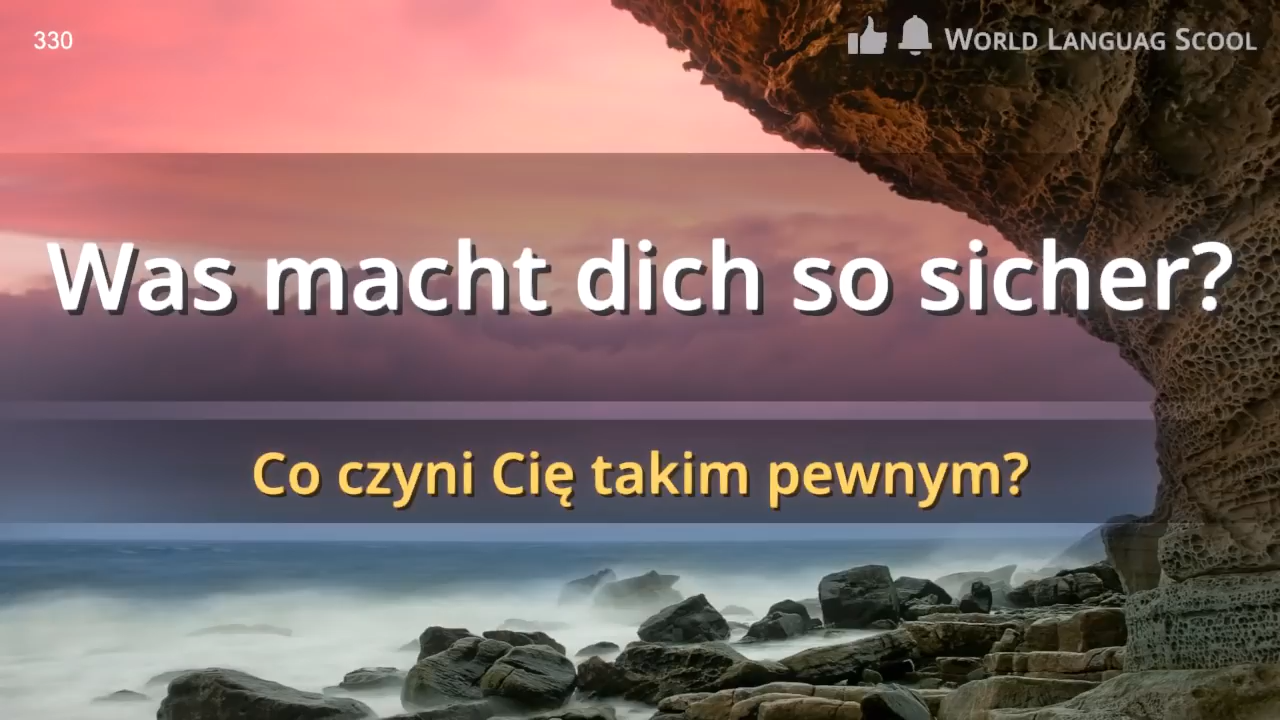 330
World Languag Scool
Was macht dich so sicher?
Co czyni Cię takim pewnym?